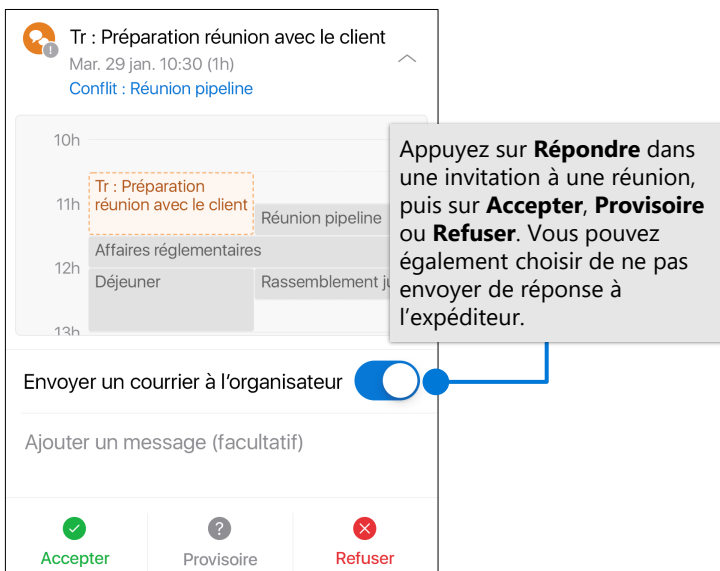 Tr : Préparation réunion avec le client
Mar. 29 jan. 10:30 (1h)
Conflit : Réunion pipeline
10h
Tr : Préparation
réunion avec le client
11h
Réunion pipeline
Affaires réglementaires
12h
Déjeuner
Rassemblement
13h
Appuyez sur Répondre dans
une invitation à une réunion,
puis sur Accepter, Provisoire
ou Refuser. Vous pouvez
également choisir de ne pas
envoyer de réponse à
l’expéditeur.
Envoyer un courrier à l’organisateur
Ajouter un message (facultatif)
Accepter
Provisoire
Refuser